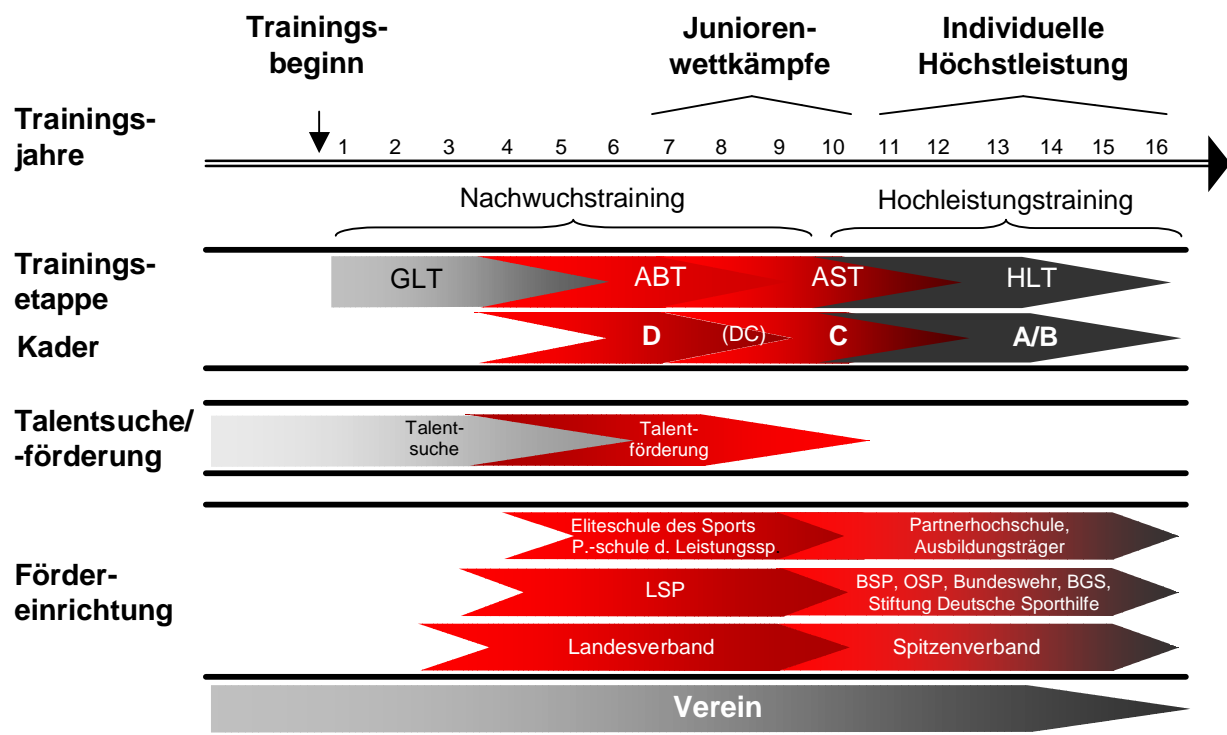 Trainings-
beginn
Junioren-
wettkämpfe
Individuelle
Höchstleistung
Trainings-
jahre
1 2 3 4 5 6 7 8 9 10 11 12 13 14 15 16
Nachwuchstraining
Hochleistungstraining
Trainings-
etappe
GLT ABT AST HLT
Kader
D (DC) C A/B
Talentsuche/
-förderung
Talent-
suche
Talent-
förderung
Förder-
einrichtung
Eliteschule des Sports
P.-schule d. Leistungssp.
Partnerhochschule,
Ausbildungsträger
LSP
BSP, OSP, Bundeswehr, BGS,
Stiftung Deutsche Sporthilfe
Landesverband
Spitzenverband
Verein